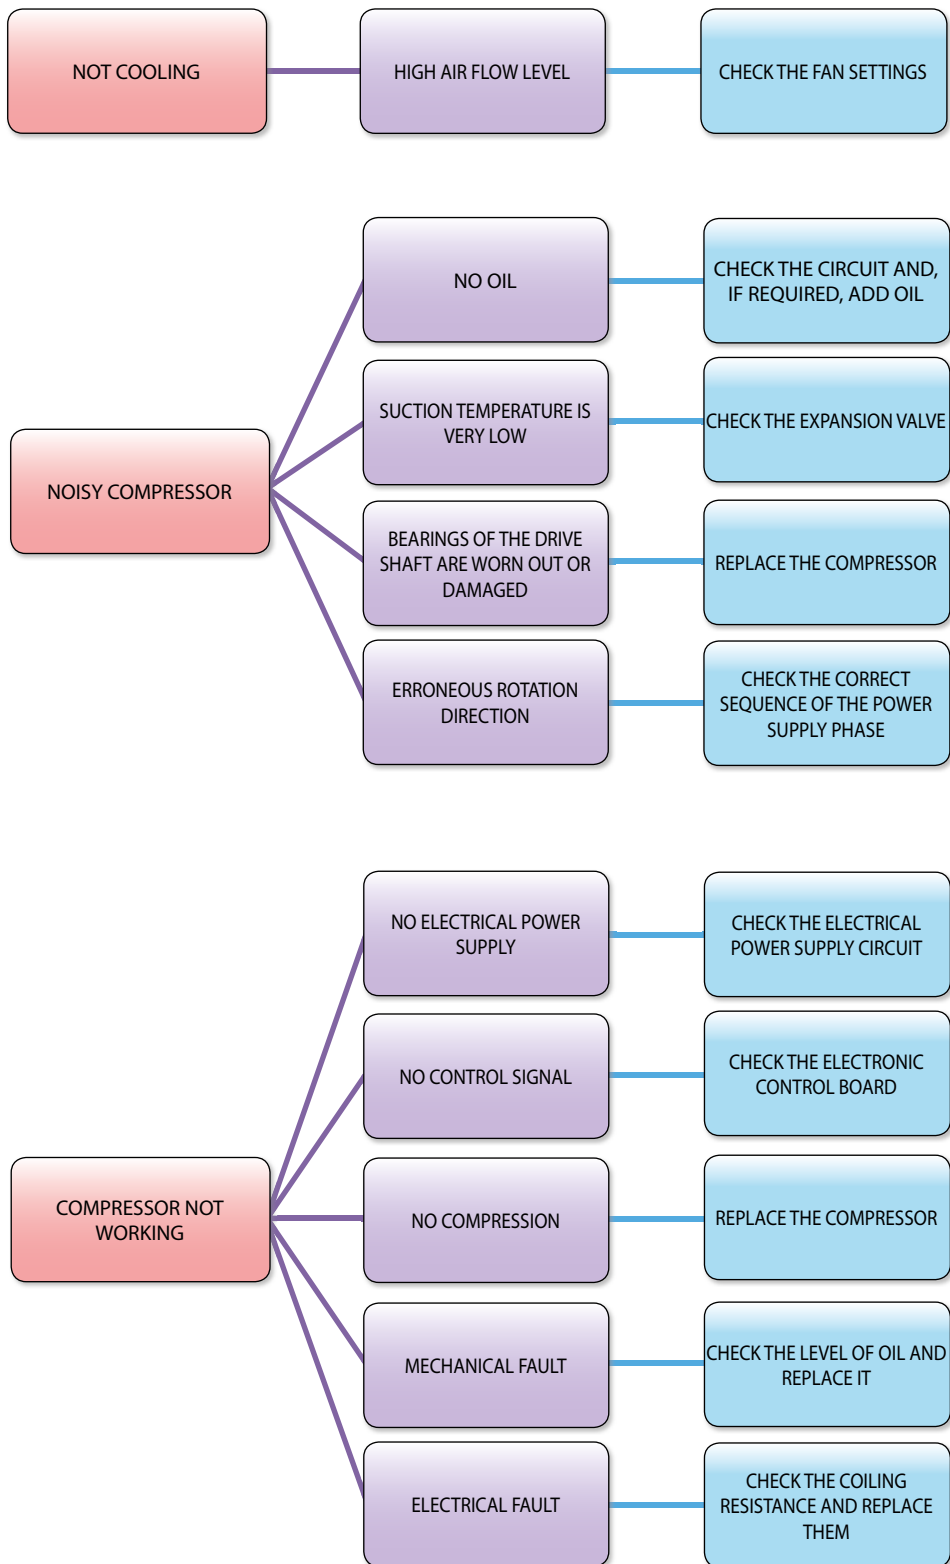 NOT COOLING
HIGH AIR FLOW LEVEL
CHECK THE FAN SETTINGS
NOISY COMPRESSOR
NO OIL
CHECK THE CIRCUIT AND,
IF REQUIRED, ADD OIL
SUCTION TEMPERATURE IS
VERY LOW
CHECK THE EXPANSION VALVE
BEARINGS OF THE DRIVE
SHAFT ARE WORN OUT OR
DAMAGED
REPLACE THE COMPRESSOR
ERRONEOUS ROTATION
DIRECTION
CHECK THE CORRECT
SEQUENCE OF THE POWER
SUPPLY PHASE
COMPRESSOR NOT
WORKING
NO ELECTRICAL POWER
SUPPLY
CHECK THE ELECTRICAL
POWER SUPPLY CIRCUIT
NO CONTROL SIGNAL
CHECK THE ELECTRONIC
CONTROL BOARD
NO COMPRESSION
REPLACE THE COMPRESSOR
MECHANICAL FAULT
CHECK THE LEVEL OF OIL AND
REPLACE IT
ELECTRICAL FAULT
CHECK THE COILING
RESISTANCE AND REPLACE
THEM